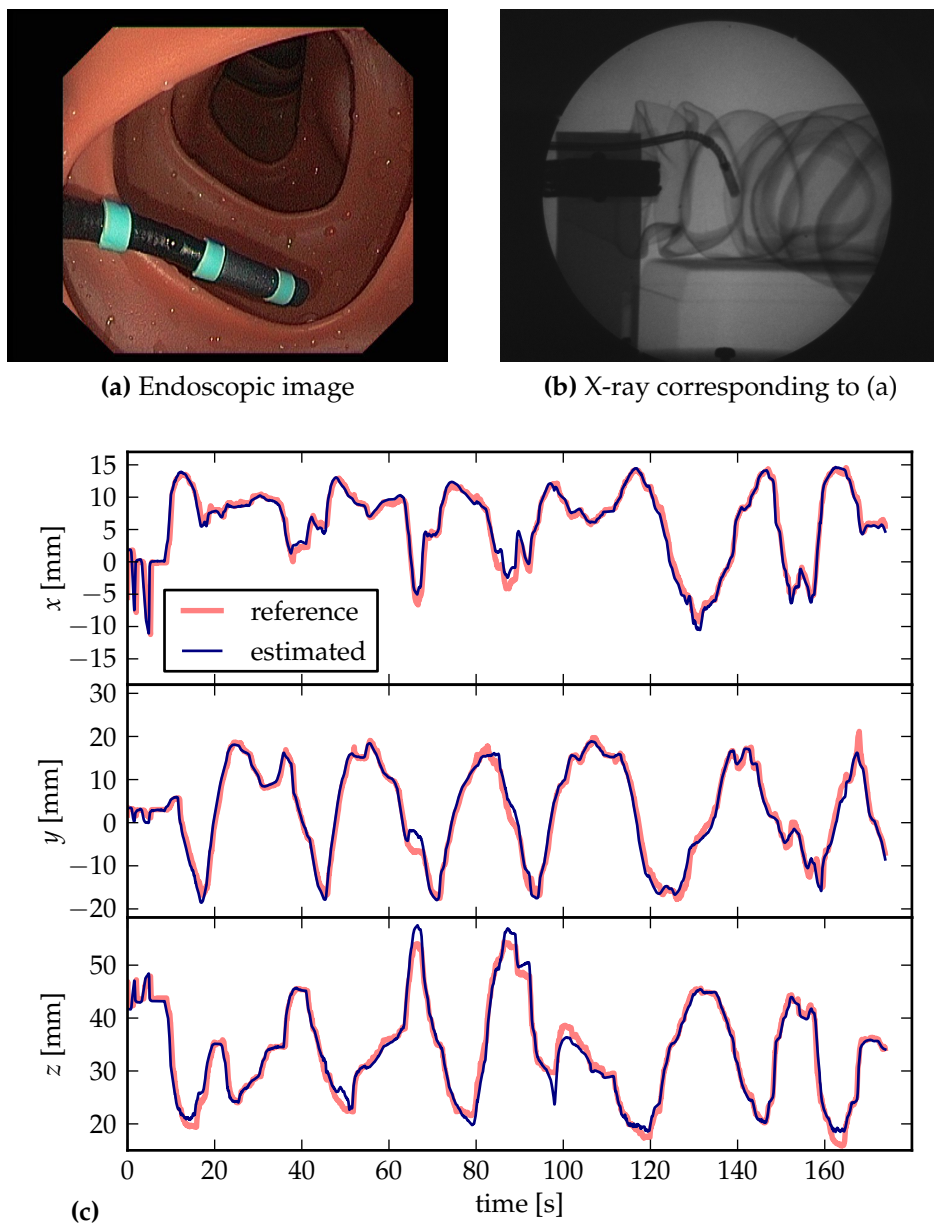 (a) Endoscopic image
(b) X-ray corresponding to (a)
15
10
5
0
−5
−10
−15
x [mm]
reference
estimated
30
20
10
0
−10
−20
y [mm]
50
40
30
20
z [mm]
0 20 40 60 80 100 120 140 160
time [s]
(c)